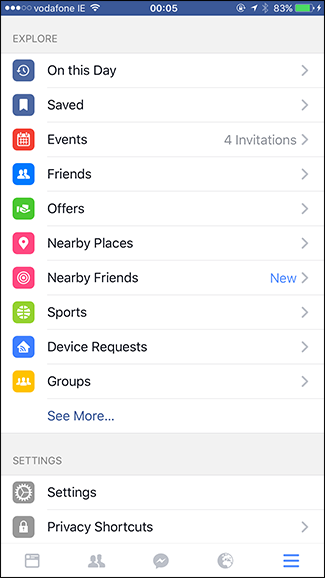 vodafone IE 00:05 83%
EXPLORE
On this Day
Saved
Events 4 Invitations
Friends
Offers
Nearby Places
Nearby Friends New
Sports
Device Requests
Groups
See More...
SETTINGS
Settings
Privacy Shortcuts